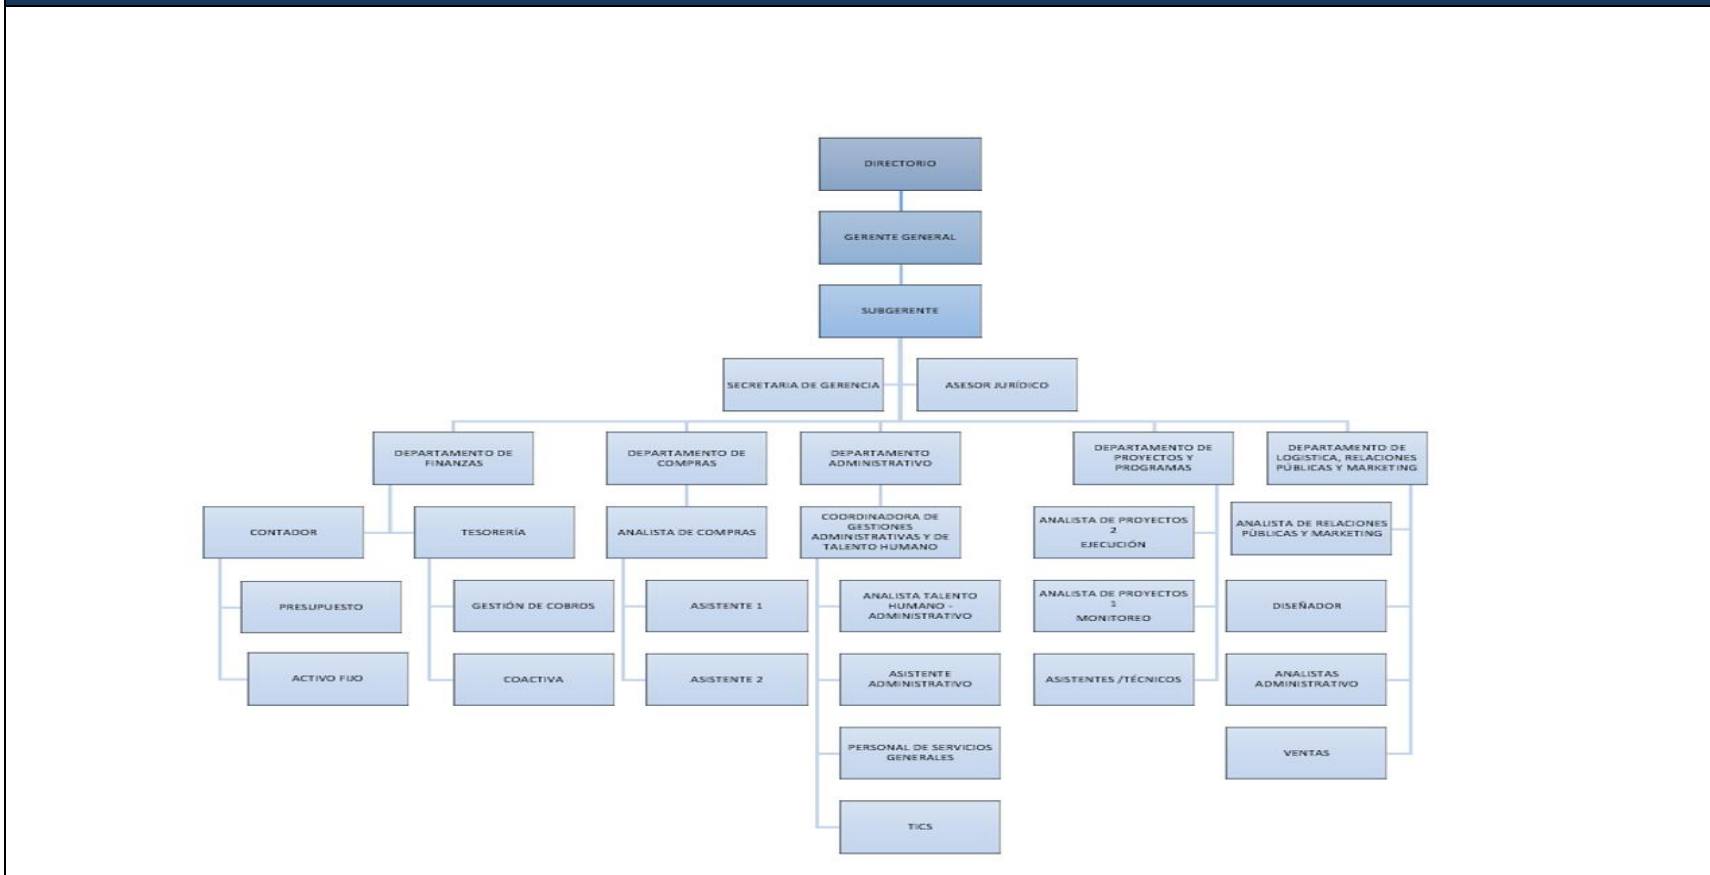 DIRECTORIO
GERENTE GENERAL
SUBGERENTE
SECRETARIA DE GERENCIA
ASESOR JURÍDICO
DEPARTAMENTO DE
FINANZAS
DEPARTAMENTO DE
COMPRAS
DEPARTAMENTO
ADMINISTRATIVO
DEPARTAMENTO DE
PROYECTOS Y
PROGRAMAS
DEPARTAMENTO DE
LOGISTICA, RELACIONES
PÚBLICAS Y MARKETING
CONTADOR
TESORERÍA
ANALISTA DE COMPRAS
COORDINADORA DE
GESTIONES
ADMINISTRATIVAS Y DE
TALENTO HUMANO
ANALISTA DE PROYECTOS
2
EJECUCIÓN
ANALISTA DE RELACIONES
PÚBLICAS Y MARKETING
PRESUPUESTO
GESTIÓN DE COBROS
ASISTENTE 1
ANALISTA TALENTO
HUMANO -
ADMINISTRATIVO
ANALISTA DE PROYECTOS
1
MONITOREO
DISEÑADOR
ACTIVO FIJO
COACTIVA
ASISTENTE 2
ASISTENTE
ADMINISTRATIVO
ASISTENTES /TÉCNICOS
ANALISTAS
ADMINISTRATIVO
PERSONAL DE SERVICIOS
GENERALES
VENTAS
TICS